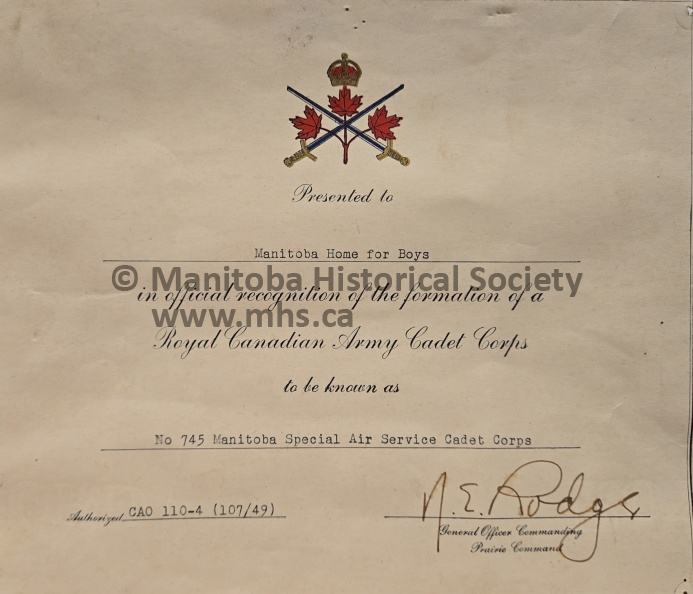 Presented to
Manitoba Home for Boys
© Manitoba Historical Society
in official recognition of the formation of a
www.mhs.ca
Royal Canadian Army Cadet Corps
to be known as
No 745 Manitoba Special Air Service Cadet Corps
Authorized CAO 110-4 (107/49)
N. E. Rodger
General Officer Commanding
Prairie Command